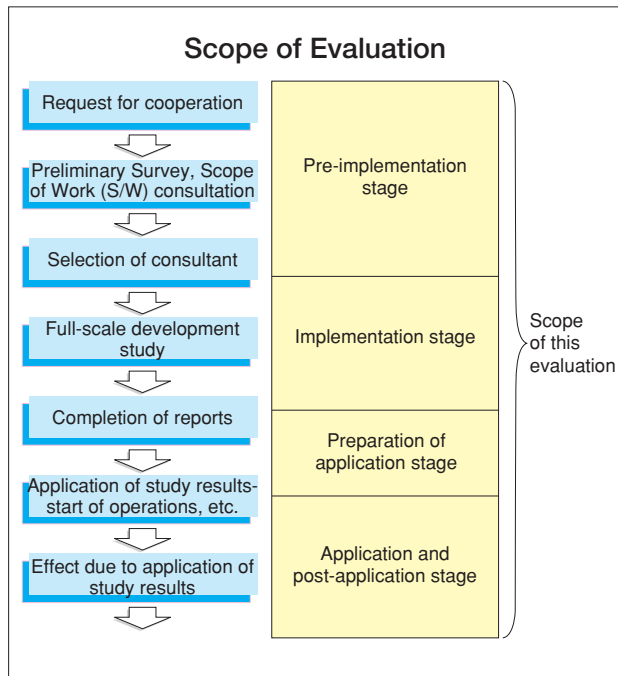 Scope of Evaluation
Request for cooperation
Preliminary Survey, Scope
of Work (S/W) consultation
Selection of consultant
Full-scale development
study
Completion of reports
Application of study results-
start of operations, etc.
Effect due to application of
study results
Pre-implementation
stage
Implementation stage
Preparation of
application stage
Application and
post-application stage
Scope
of this
evaluation